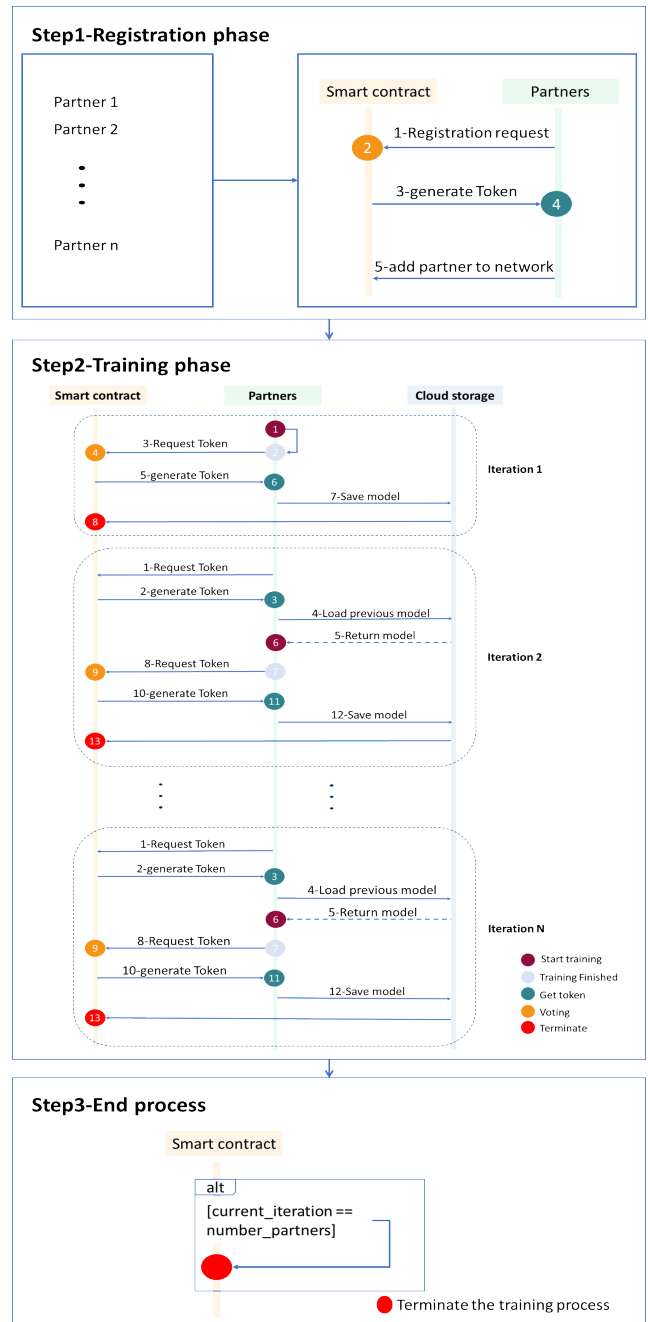 Step1-Registration phase
Partner 1
Partner 2
Partner n
Smart contract
Partners
1-Registration request
2
3-generate Token
4
5-add partner to network
Step2-Training phase
Smart contract
Partners
Cloud storage
1
3-Request Token
4
2
5-generate Token
6
Iteration 1
7-Save model
8
1-Request Token
2-generate Token
3
4-Load previous model
5-Return model
6
Iteration 2
8-Request Token
9
7
10-generate Token
11
12-Save model
13
1-Request Token
2-generate Token
3
4-Load previous model
5-Return model
6
Iteration N
8-Request Token
9
7
10-generate Token
11
12-Save model
13
Start training
Training Finished
Get token
Voting
Terminate
Step3-End process
Smart contract
alt
[current_iteration ==
number_partners]
Terminate the training process